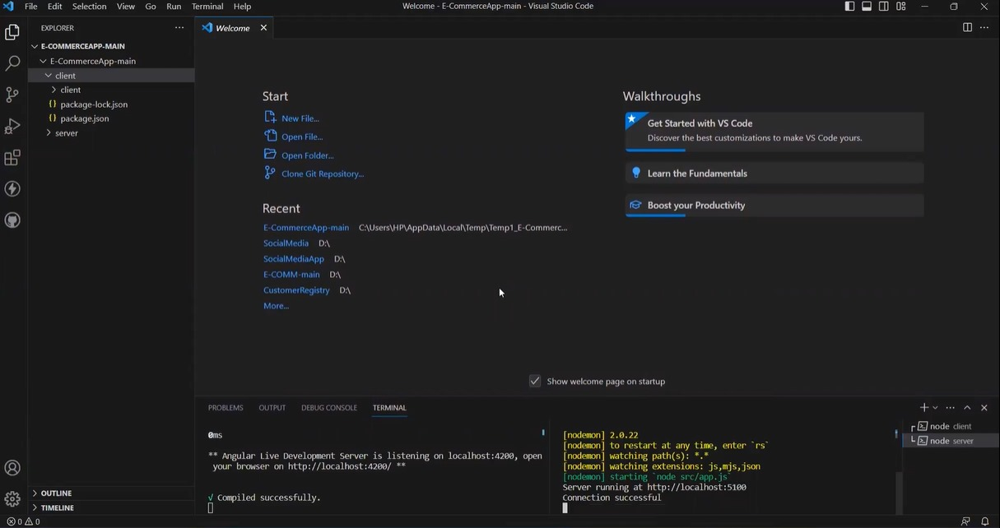 File Edit Selection View Go Run Terminal Help
Welcome - E-CommerceApp-main - Visual Studio Code
EXPLORER
E-COMMERCEAPP-MAIN
E-CommerceApp-main
client
client
{} package-lock.json
{} package.json
server
OUTLINE
TIMELINE
Welcome
Start
New File...
Open File...
Open Folder...
Clone Git Repository...
Recent
E-CommerceApp-main C:\Users\HP\AppData\Local\Temp\Temp1_E-Commerc...
SocialMedia D:\
SocialMediaApp D:\
E-COMM-main D:\
CustomerRegistry D:\
More...
Walkthroughs
Get Started with VS Code
Discover the best customizations to make VS Code yours.
Learn the Fundamentals
Boost your Productivity
Show welcome page on startup
PROBLEMS OUTPUT DEBUG CONSOLE TERMINAL
0ms
** Angular Live Development Server is listening on localhost:4200, open
your browser on http://localhost:4200/ **
√ Compiled successfully.
[nodemon] 2.0.22
[nodemon] to restart at any time, enter `rs`
[nodemon] watching path(s): *.*
[nodemon] watching extensions: js,mjs,json
[nodemon] starting `node src/app.js`
Server running at http://localhost:5100
Connection successful
node client
node server
0 0